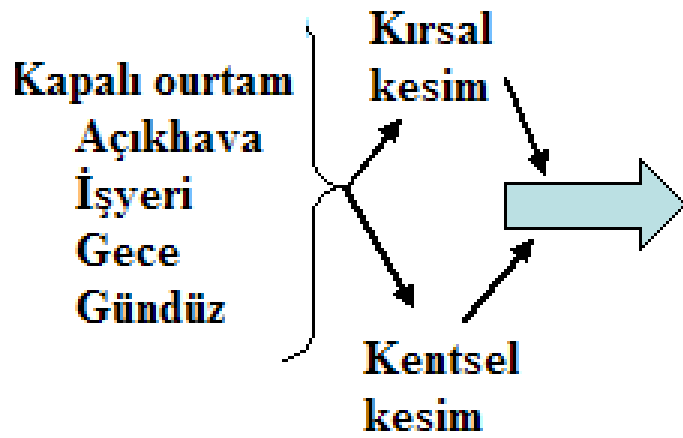 Kapalı ourtam
Açıkhava
İşyeri
Gece
Gündüz
Kırsal
kesim
Kentsel
kesim